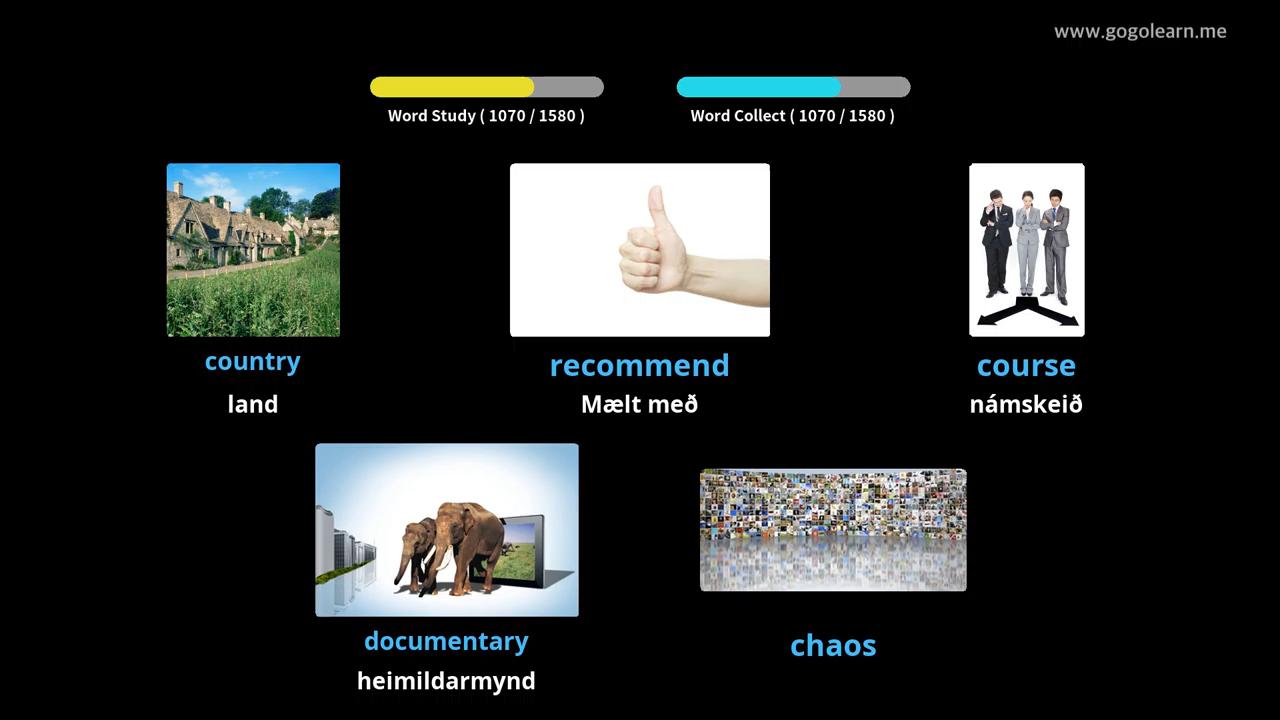 www.gogolearn.me
Word Study ( 1070 / 1580 )
Word Collect ( 1070 / 1580 )
country
recommend
course
land
Mælt með
námskeið
documentary
chaos
heimildarmynd